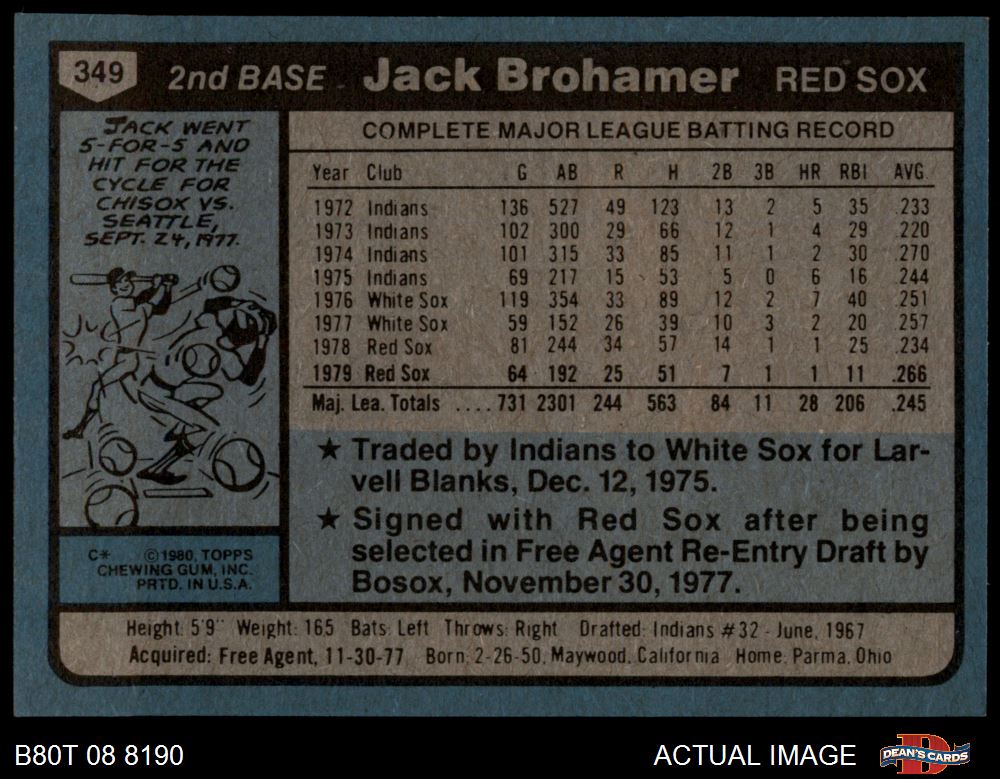 349 2nd BASE Jack Brohamer RED SOX
JACK WENT
5-FOR-5 AND
HIT FOR THE
CYCLE FOR
CHISOX VS.
SEATTLE,
SEPT. 24, 1977.
COMPLETE MAJOR LEAGUE BATTING RECORD
Year Club G AB R H 2B 3B HR RBI AVG.
1972 Indians 136 527 49 123 13 2 5 35 .233
1973 Indians 102 300 29 66 12 1 4 29 .220
1974 Indians 101 315 33 85 11 1 2 30 .270
1975 Indians 69 217 15 53 5 0 6 16 .244
1976 White Sox 119 354 33 89 12 2 7 40 .251
1977 White Sox 59 152 26 39 10 3 2 20 .257
1978 Red Sox 81 244 34 57 14 1 1 25 .234
1979 Red Sox 64 192 25 51 7 1 1 11 .266
Maj. Lea. Totals .... 731 2301 244 563 84 11 28 206 .245
★ Traded by Indians to White Sox for Lar-
vell Blanks, Dec. 12, 1975.
★ Signed with Red Sox after being
selected in Free Agent Re-Entry Draft by
Bosox, November 30, 1977.
C* ©1980, TOPPS
CHEWING GUM, INC.
PRTD. IN U.S.A.
Height: 5'9" Weight: 165 Bats: Left Throws: Right Drafted: Indians #32 - June, 1967
Acquired: Free Agent, 11-30-77 Born: 2-26-50, Maywood, California Home: Parma, Ohio
B80T 08 8190 ACTUAL IMAGE D DEAN'S CARDS